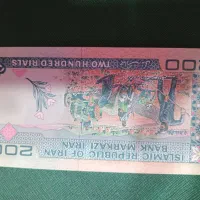 ISLAMIC REPUBLIC OF IRAN
BANK MARKAZI IRAN
200
TWO HUNDRED RIALS
200